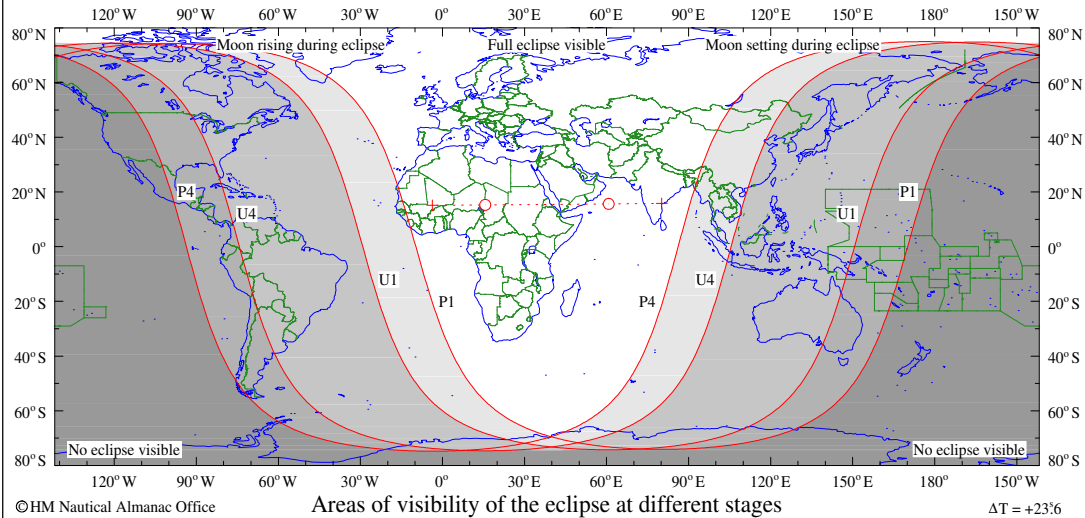 120°W 90°W 60°W 30°W 0°E 30°E 60°E 90°E 120°E 150°E 180° 150°W
80°N 80°N
Moon rising during eclipse Full eclipse visible Moon setting during eclipse
60°N 60°N
40°N 40°N
20°N P4 P1 20°N
U4 U1
0° 0°
U1 U4
20°S P1 P4 20°S
40°S 40°S
60°S 60°S
No eclipse visible No eclipse visible
80°S 80°S
120°W 90°W 60°W 30°W 0°E 30°E 60°E 90°E 120°E 150°E 180° 150°W
©HM Nautical Almanac Office Areas of visibility of the eclipse at different stages ΔT = +23ˢ.6